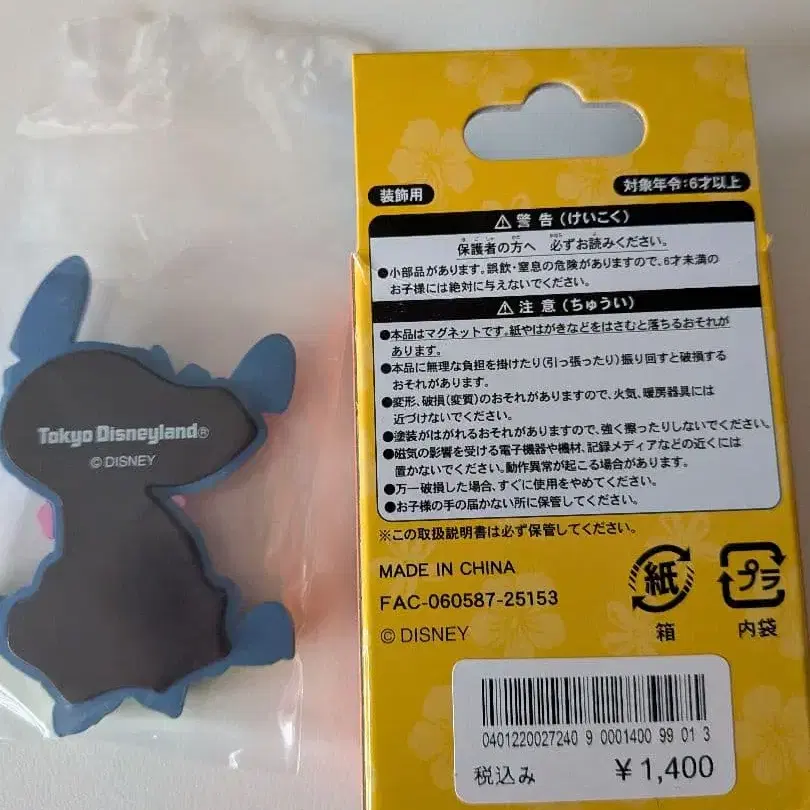 Tokyo Disneyland®
© DISNEY
装飾用
対象年令:6才以上
⚠警告(けいこく)
保護者の方へ 必ずお読みください。
●小部品があります。誤飲・窒息の危険がありますので、6才未満の
お子様には絶対に与えないでください。
⚠注意(ちゅうい)
●本品はマグネットです。紙やはがきなどをはさむと落ちるおそれが
あります。
●本品に無理な負担を掛けたり(引っ張ったり)振り回すと破損する
おそれがあります。
●変形、破損(変質)のおそれがありますので、火気、暖房器具には
近づけないでください。
●塗装がはがれるおそれがありますので、強く擦ったりしないでください。
●磁気の影響を受ける電子機器や機材、記録メディアなどの近くには
置かないでください。動作異常が起こる場合があります。
●万一破損した場合、すぐに使用をやめてください。
●お子様の手の届かない所に保管してください。
※この取扱説明書は必ず保管してください。
MADE IN CHINA
FAC-060587-25153
© DISNEY
紙
箱
プラ
内袋
0401220027240 9 0001400 99 01 3
税込み ¥1,400